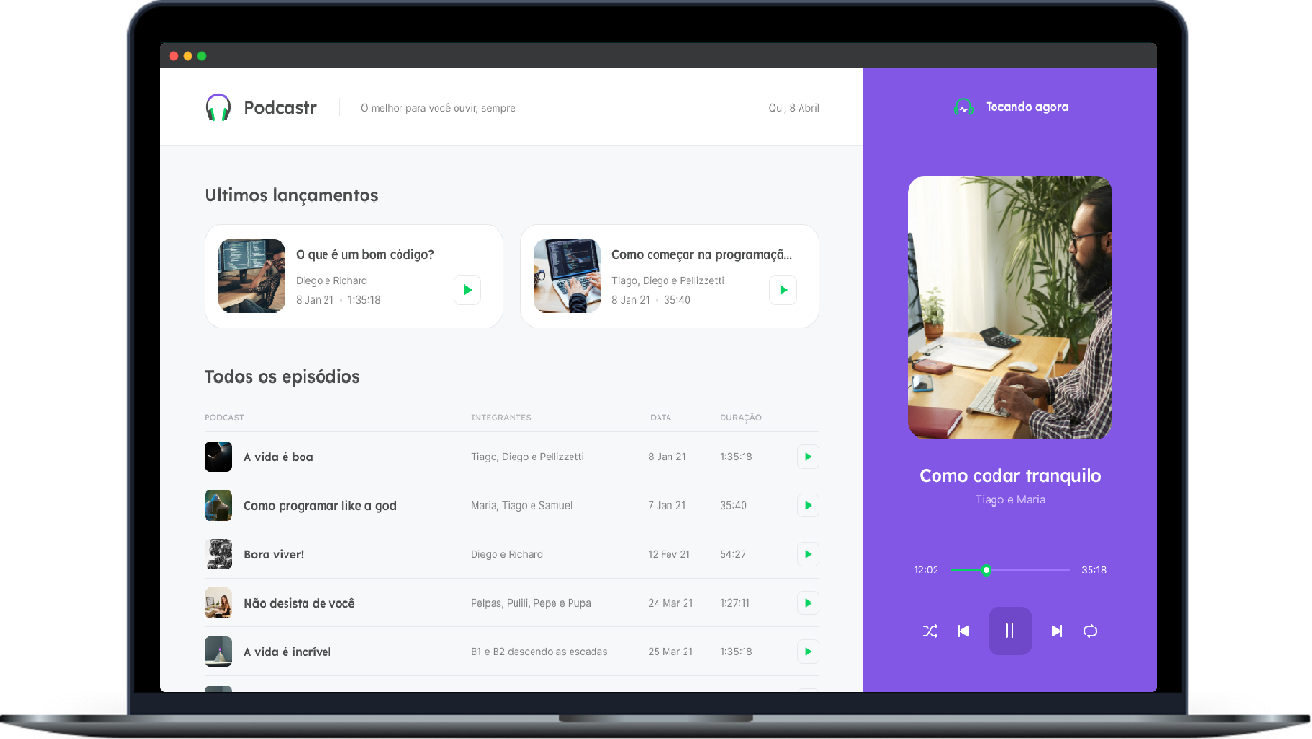 Podcastr
O melhor para você ouvir, sempre
Qui, 8 Abril
Tocando agora
Ultimos lançamentos
O que é um bom código?
Diego e Richard
8 Jan 21 • 1:35:18
Como começar na programaçã...
Tiago, Diego e Pellizzetti
8 Jan 21 • 35:40
Todos os episódios
PODCAST INTEGRANTES DATA DURAÇÃO
A vida é boa Tiago, Diego e Pellizzetti 8 Jan 21 1:35:18
Como programar like a god Maria, Tiago e Samuel 7 Jan 21 35:40
Bora viver! Diego e Richard 12 Fev 21 54:27
Não desista de você Felpas, Pulili, Pepe e Pupa 24 Mar 21 1:27:11
A vida é incrível B1 e B2 descendo as escadas 25 Mar 21 1:35:18
Como codar tranquilo
Tiago e Maria
12:02 35:18